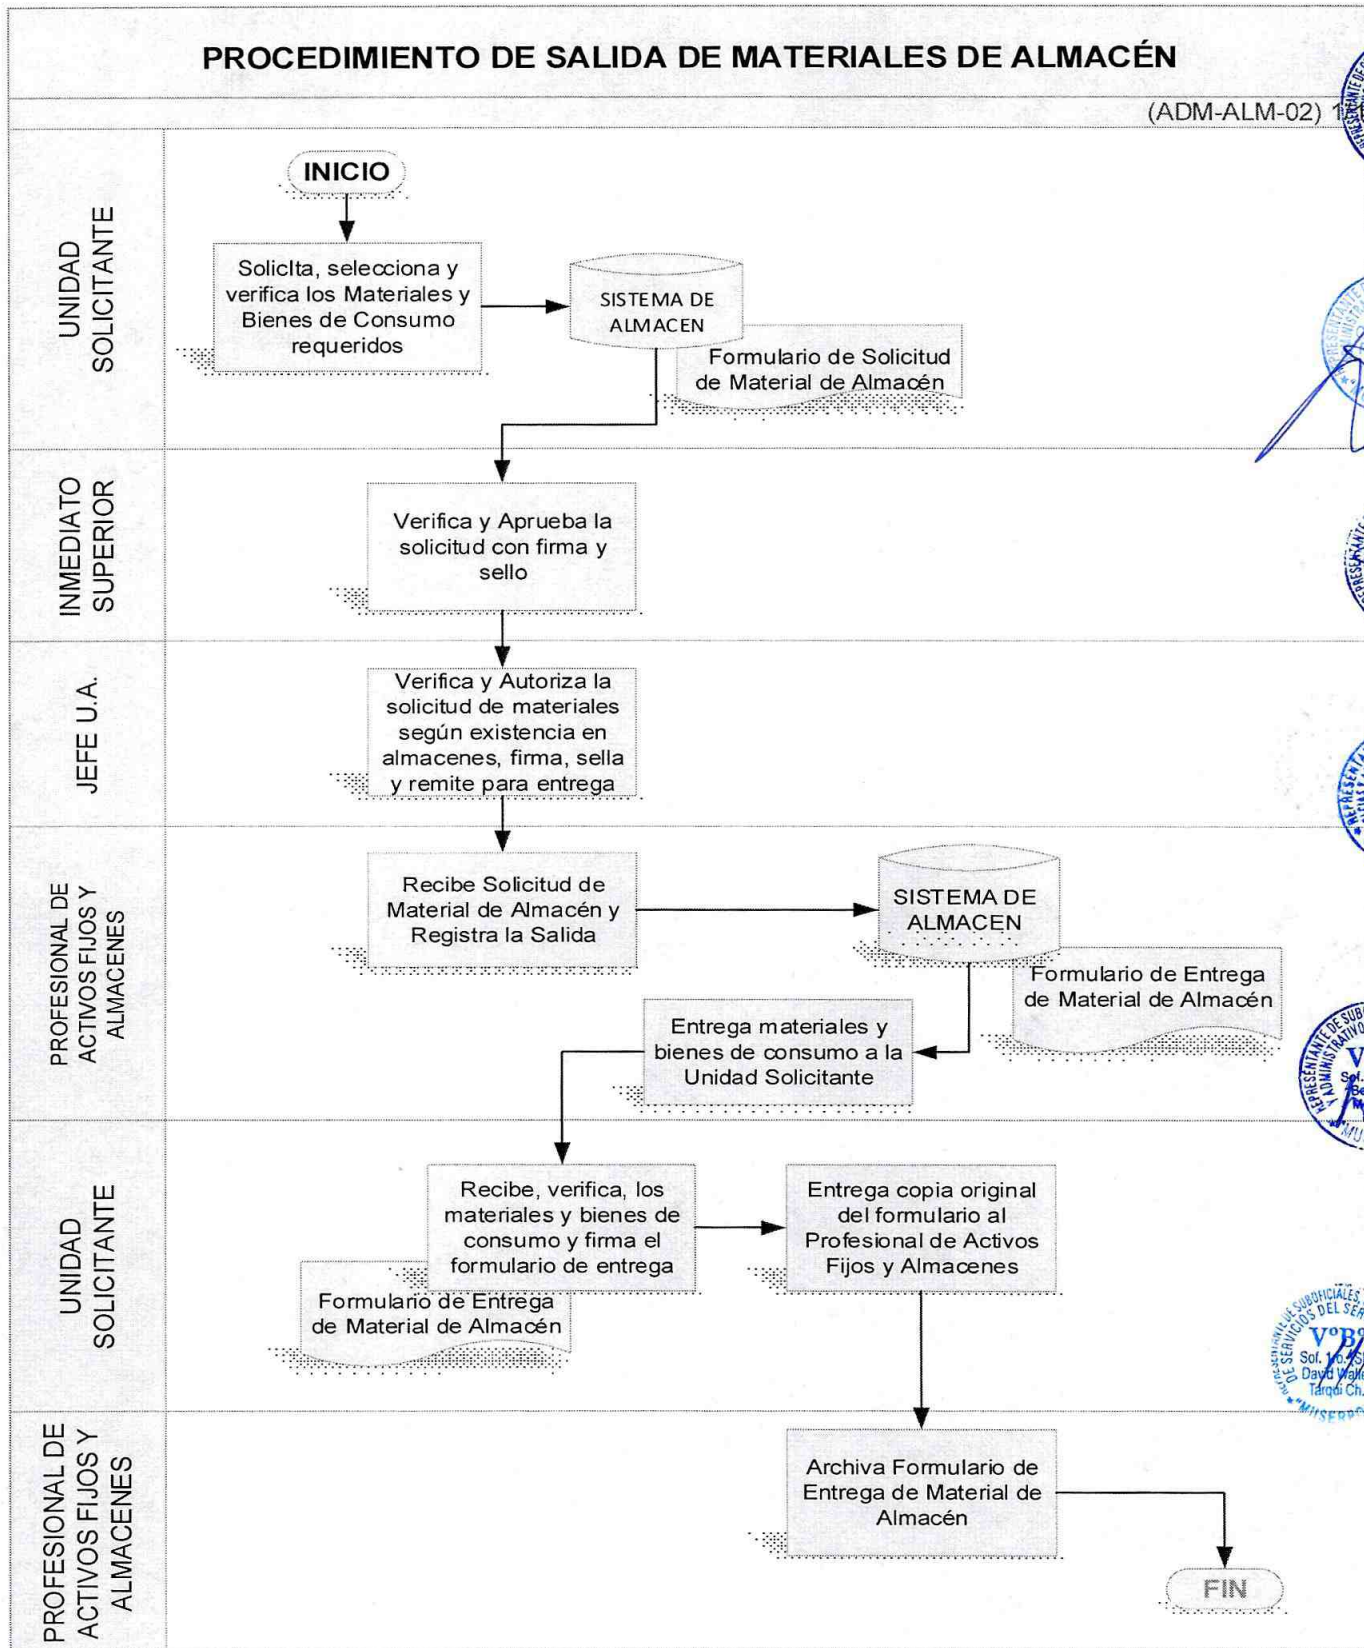 PROCEDIMIENTO DE SALIDA DE MATERIALES DE ALMACÉN
(ADM-ALM-02)
UNIDAD
SOLICITANTE
INICIO
Solicita, selecciona y
verifica los Materiales y
Bienes de Consumo
requeridos
SISTEMA DE
ALMACEN
Formulario de Solicitud
de Material de Almacén
INMEDIATO
SUPERIOR
Verifica y Aprueba la
solicitud con firma y
sello
JEFE U.A.
Verifica y Autoriza la
solicitud de materiales
según existencia en
almacenes, firma, sella
y remite para entrega
PROFESIONAL DE
ACTIVOS FIJOS Y
ALMACENES
Recibe Solicitud de
Material de Almacén y
Registra la Salida
SISTEMA DE
ALMACEN
Formulario de Entrega
de Material de Almacén
Entrega materiales y
bienes de consumo a la
Unidad Solicitante
UNIDAD
SOLICITANTE
Recibe, verifica, los
materiales y bienes de
consumo y firma el
formulario de entrega
Formulario de Entrega
de Material de Almacén
Entrega copia original
del formulario al
Profesional de Activos
Fijos y Almacenes
VºBº
David
Tarqui Ch.
PROFESIONAL DE
ACTIVOS FIJOS Y
ALMACENES
Archiva Formulario de
Entrega de Material de
Almacén
FIN